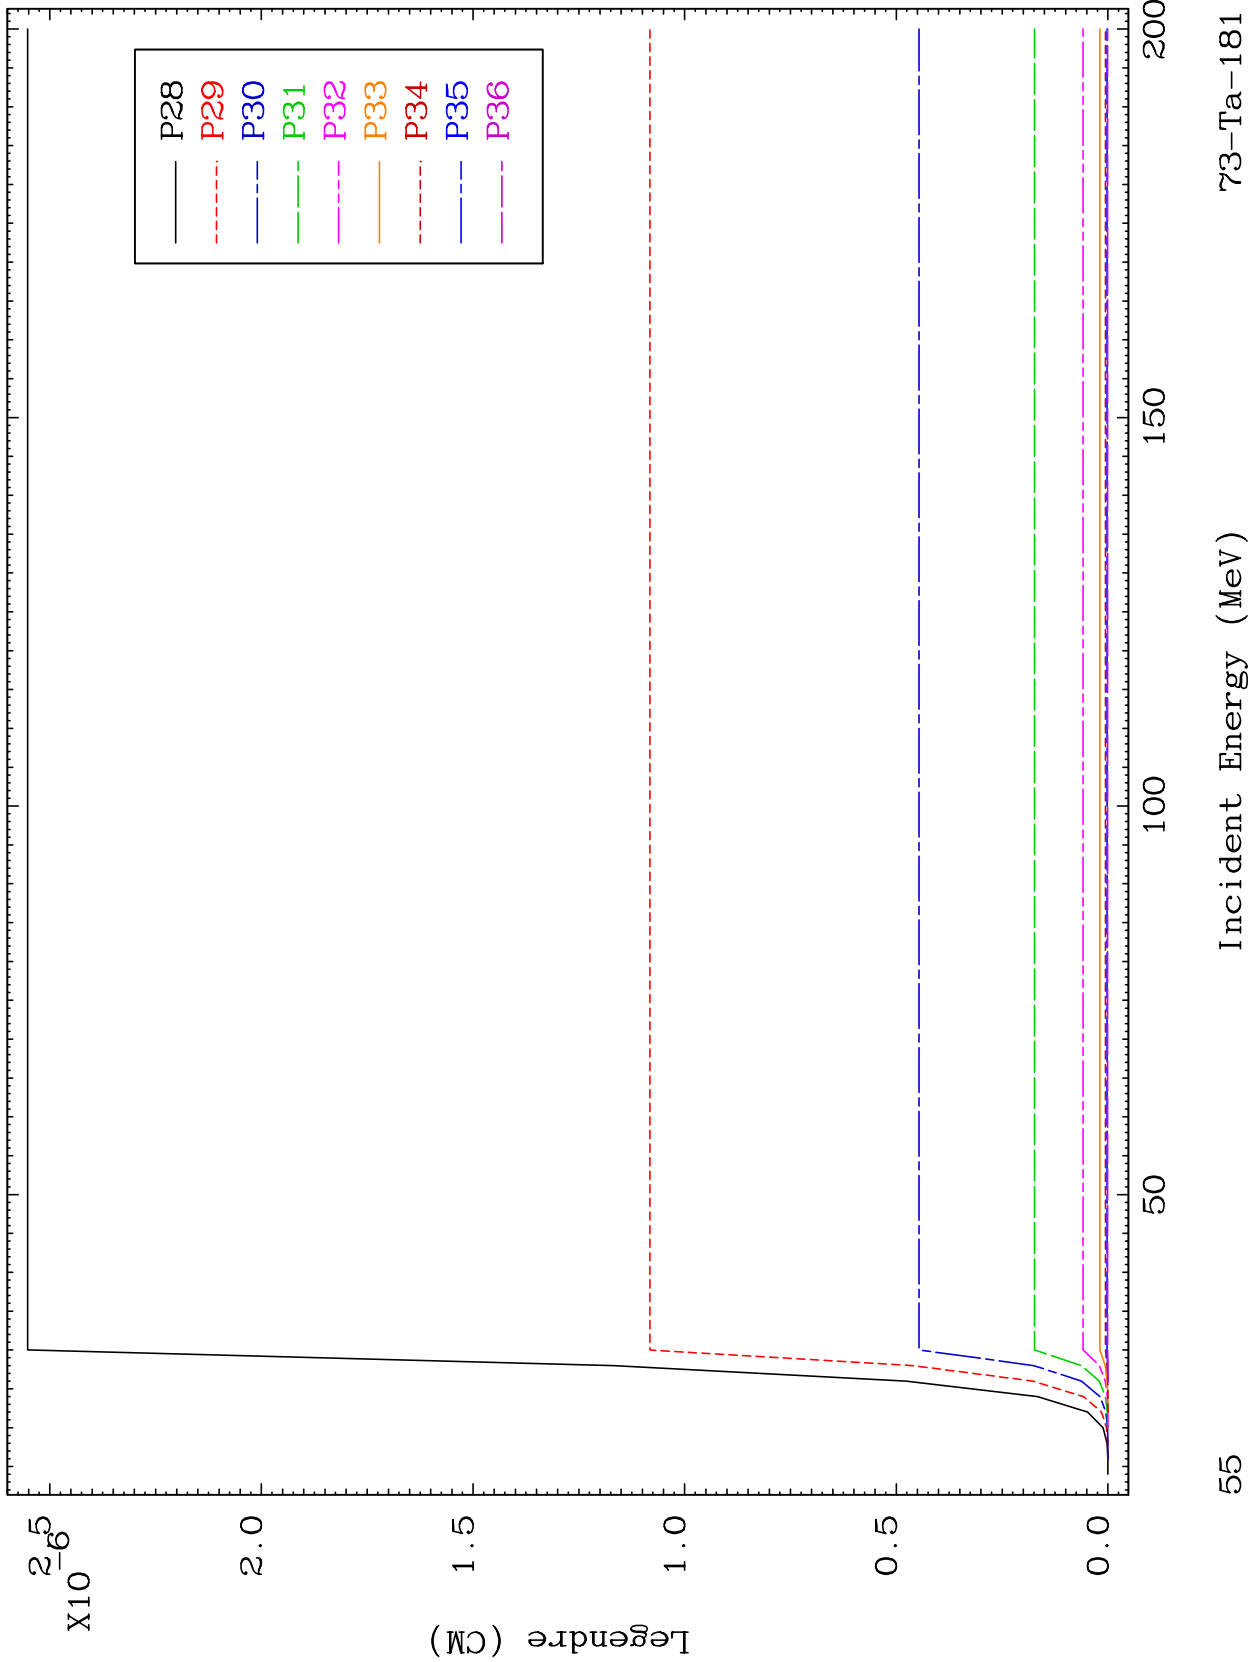 X10
-6
2.5
2.0
1.5
1.0
0.5
0.0
Legendre (CM)
P28
P29
P30
P31
P32
P33
P34
P35
P36
50
100
150
200
55
Incident Energy (MeV)
73-Ta-181